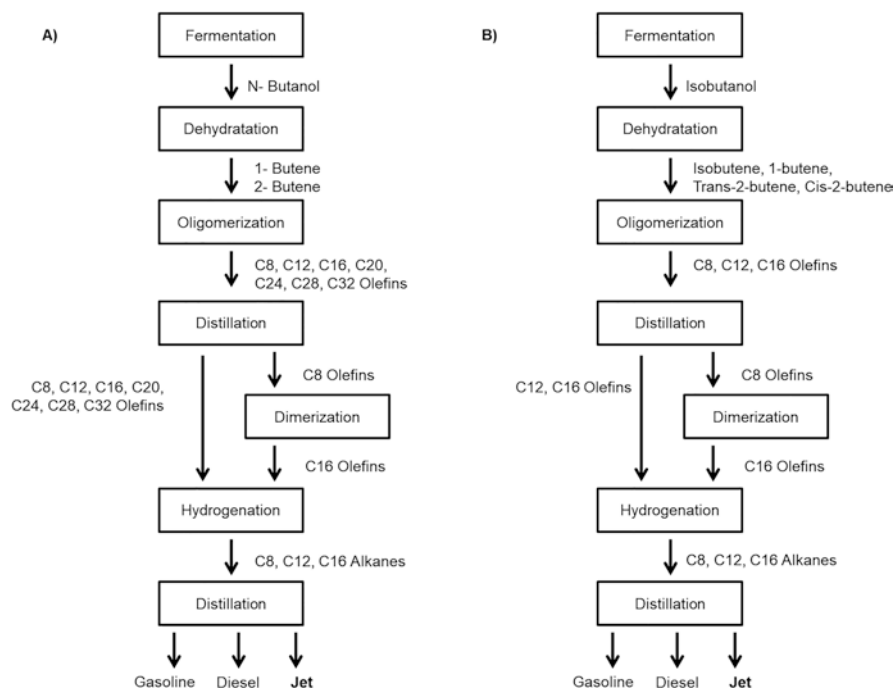 A)
Fermentation
N- Butanol
Dehydratation
1- Butene
2- Butene
Oligomerization
C8, C12, C16, C20,
C24, C28, C32 Olefins
Distillation
C8, C12, C16, C20,
C24, C28, C32 Olefins
C8 Olefins
Dimerization
C16 Olefins
Hydrogenation
C8, C12, C16 Alkanes
Distillation
Gasoline
Diesel
Jet
B)
Fermentation
Isobutanol
Dehydratation
Isobutene, 1-butene,
Trans-2-butene, Cis-2-butene
Oligomerization
C8, C12, C16 Olefins
Distillation
C12, C16 Olefins
C8 Olefins
Dimerization
C16 Olefins
Hydrogenation
C8, C12, C16 Alkanes
Distillation
Gasoline
Diesel
Jet